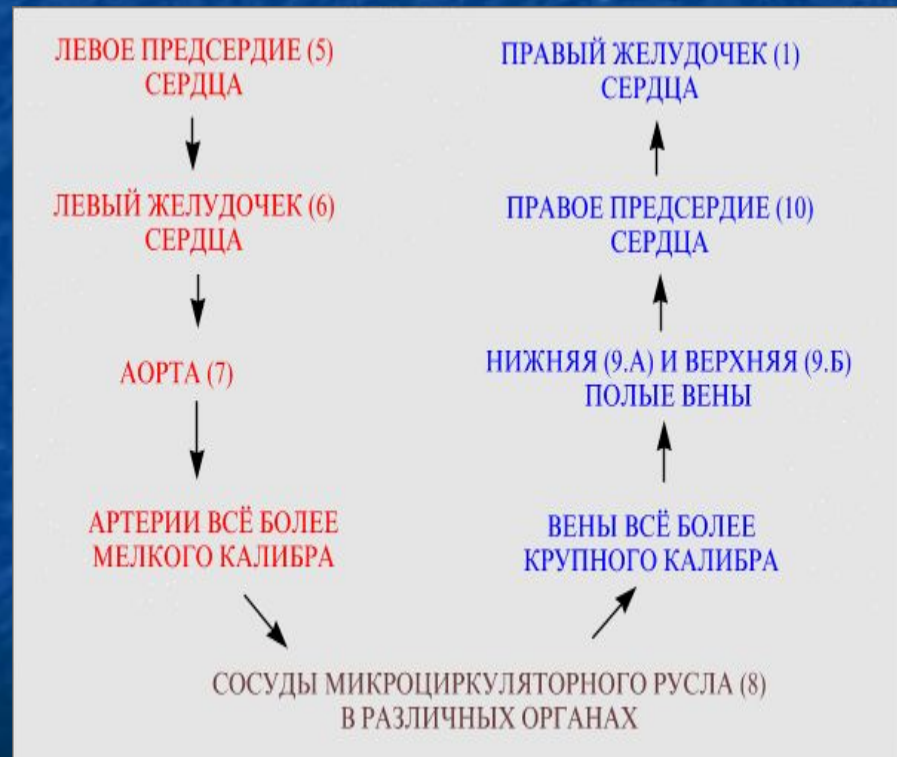 ЛЕВОЕ ПРЕДСЕРДИЕ (5)
СЕРДЦА
ЛЕВЫЙ ЖЕЛУДОЧЕК (6)
СЕРДЦА
АОРТА (7)
АРТЕРИИ ВСЁ БОЛЕЕ
МЕЛКОГО КАЛИБРА
СОСУДЫ МИКРОЦИРКУЛЯТОРНОГО РУСЛА (8)
В РАЗЛИЧНЫХ ОРГАНАХ
ВЕНЫ ВСЁ БОЛЕЕ
КРУПНОГО КАЛИБРА
НИЖНЯЯ (9.А) И ВЕРХНЯЯ (9.Б)
ПОЛЫЕ ВЕНЫ
ПРАВОЕ ПРЕДСЕРДИЕ (10)
СЕРДЦА
ПРАВЫЙ ЖЕЛУДОЧЕК (1)
СЕРДЦА